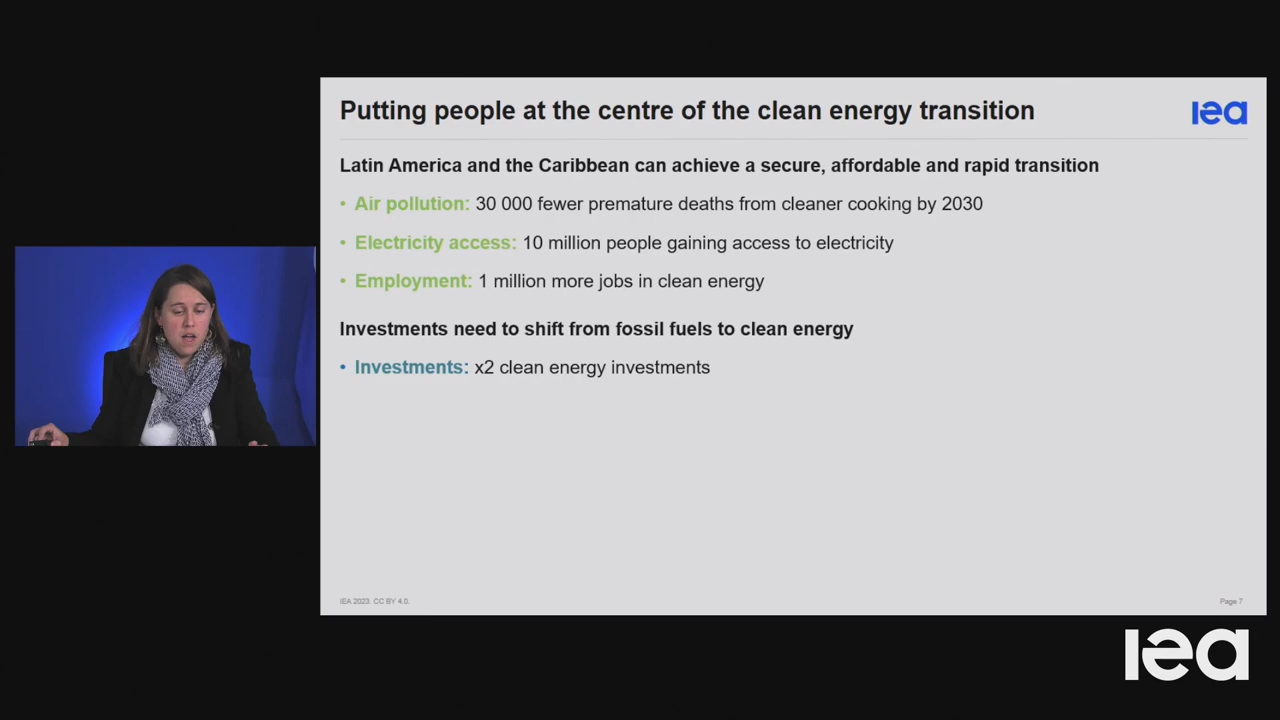 Putting people at the centre of the clean energy transition
iea
Latin America and the Caribbean can achieve a secure, affordable and rapid transition
• Air pollution: 30 000 fewer premature deaths from cleaner cooking by 2030
• Electricity access: 10 million people gaining access to electricity
• Employment: 1 million more jobs in clean energy
Investments need to shift from fossil fuels to clean energy
• Investments: x2 clean energy investments
IEA 2023. CC BY 4.0.
Page 7
iea